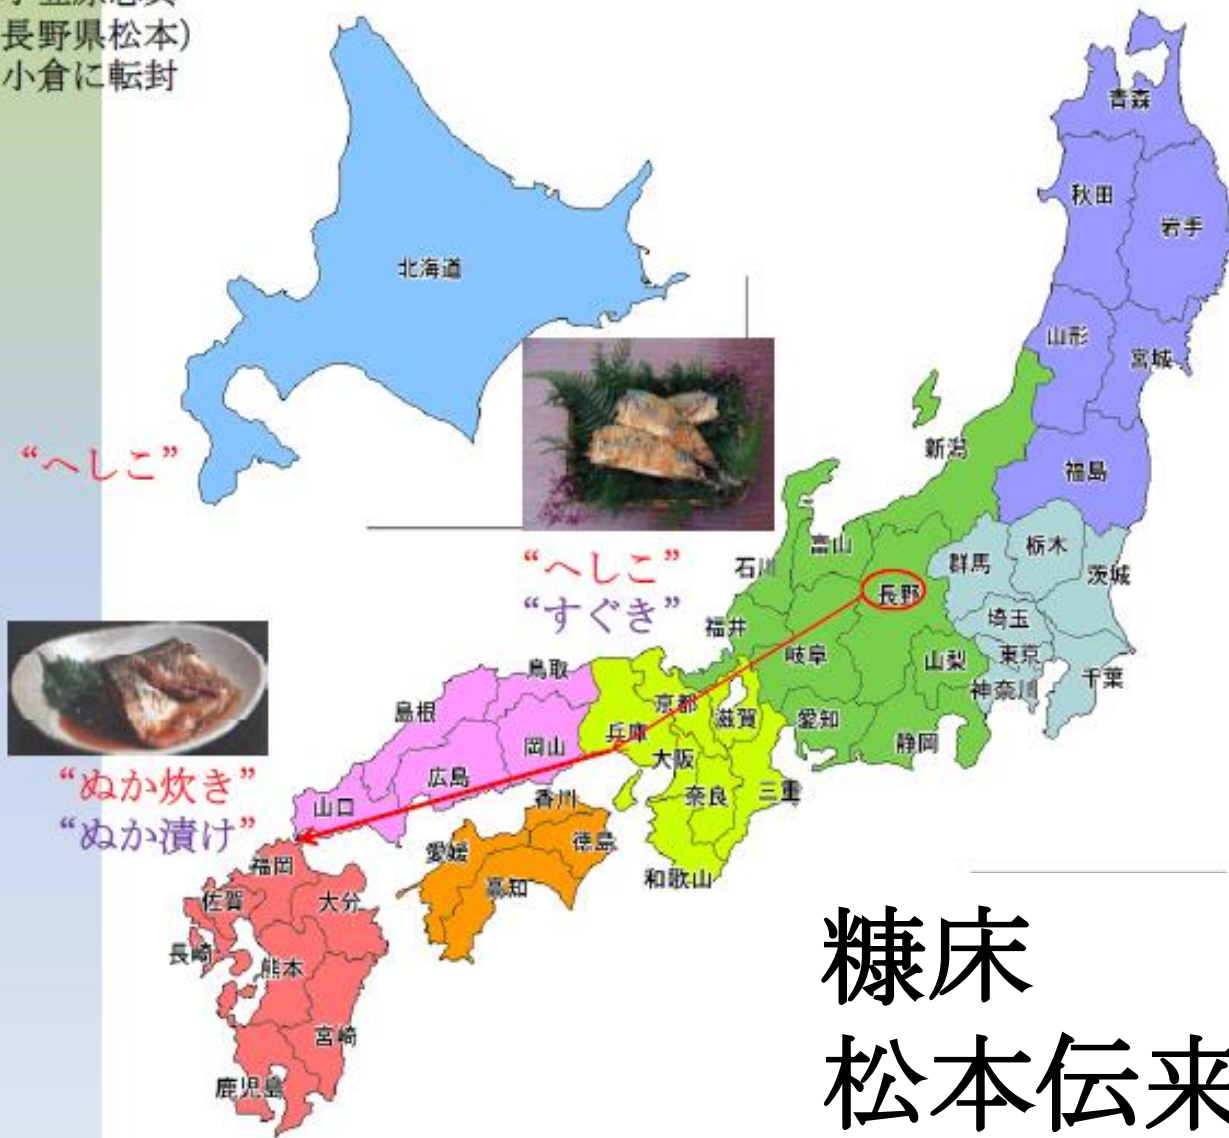 長野県松本)
小倉に転封
青森
秋田
岩手
北海道
山形
宮城
“へしこ”
新潟
福島
富山
石川
群馬
栃木
茨城
“へしこ”
“すぐき”
長野
埼玉
福井
岐阜
山梨
東京
千葉
神奈川
鳥取
島根
京都
滋賀
愛知
兵庫
岡山
静岡
大阪
“ぬか炊き”
“ぬか漬け”
広島
山口
香川
奈良
三重
徳島
愛媛
高知
和歌山
福岡
佐賀
大分
長崎
熊本
宮崎
鹿児島
糠床
松本伝来